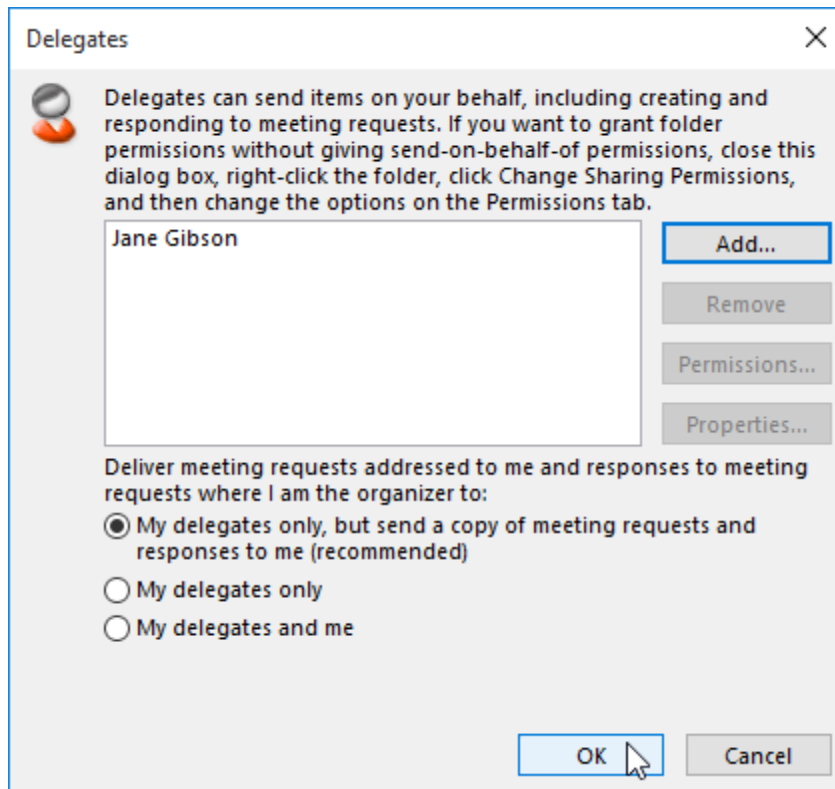 Delegates
Delegates can send items on your behalf, including creating and
responding to meeting requests. If you want to grant folder
permissions without giving send-on-behalf-of permissions, close this
dialog box, right-click the folder, click Change Sharing Permissions,
and then change the options on the Permissions tab.
Jane Gibson
Add...
Remove
Permissions...
Properties...
Deliver meeting requests addressed to me and responses to meeting
requests where I am the organizer to:
My delegates only, but send a copy of meeting requests and
responses to me (recommended)
My delegates only
My delegates and me
OK
Cancel